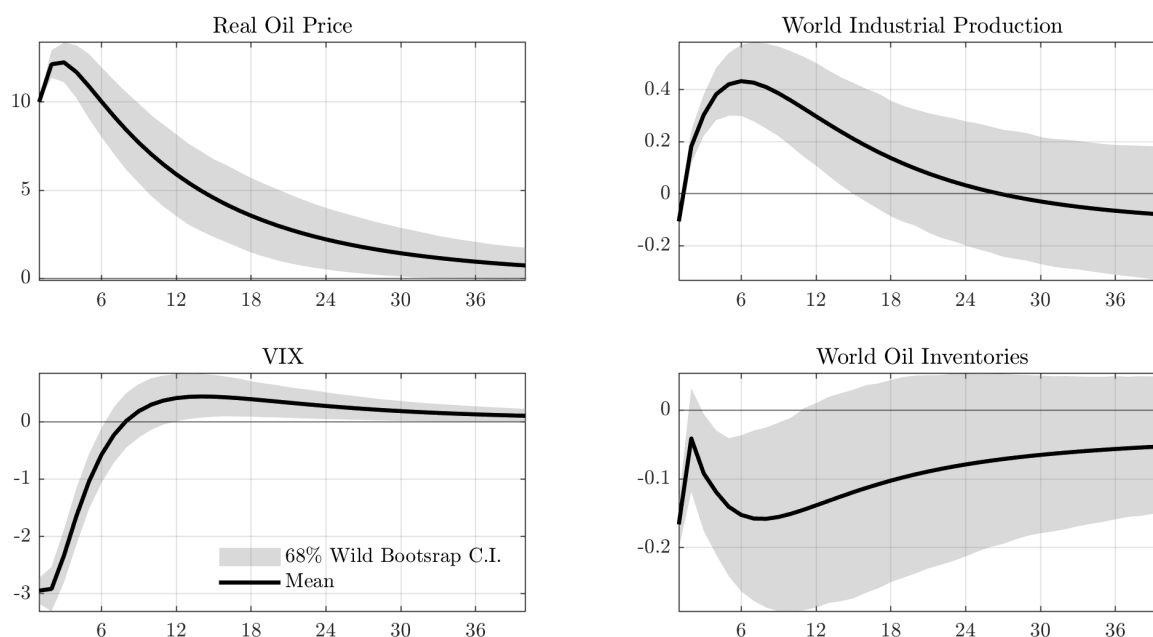 Real Oil Price
10
5
0
6 12 18 24 30 36
World Industrial Production
0.4
0.2
0
-0.2
6 12 18 24 30 36
VIX
0
-1
-2
-3
68% Wild Bootsrap C.I.
Mean
6 12 18 24 30 36
World Oil Inventories
0
-0.1
-0.2
6 12 18 24 30 36